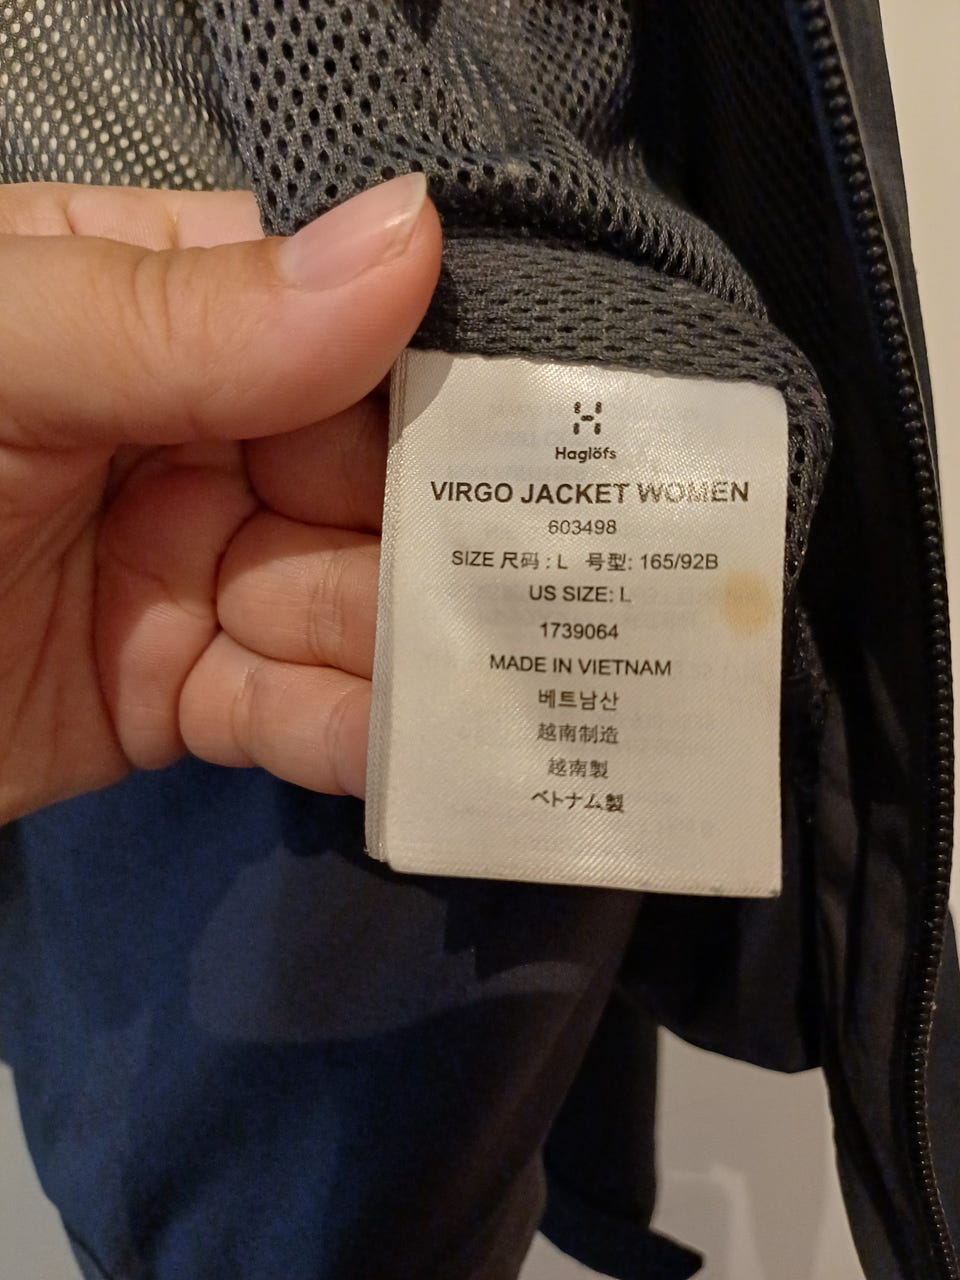 Haglöfs
VIRGO JACKET WOMEN
603498
SIZE 尺码 : L 号型: 165/92B
US SIZE: L
1739064
MADE IN VIETNAM
베트남산
越南制造
越南製
ベトナム製